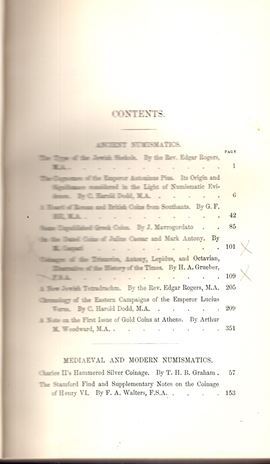 CONTENTS.
ANCIENT NUMISMATICS.
PAGE
The Type of the Jewish Shekels. By the Rev. Edgar Rogers,
M.A. . . 1
The Cognomen of the Emperor Antoninus Pius. Its Origin and
Significance considered in the Light of Numismatic Evi-
dence. By C. Harold Dodd, M.A. . . 6
A Hoard of Roman and British Coins from Southants. By G. F.
Hill, M.A. . . 42
Some Unpublished Greek Coins. By J. Mavrogordato . 85
On the Dated Coins of Julius Caesar and Mark Antony. By
M. Caspari . . 101
Coinages of the Triumvirs, Antony, Lepidus, and Octavian,
Illustrative of the History of the Times. By H. A. Grueber,
F.S.A. . . 109
A New Jewish Tetradrachm. By the Rev. Edgar Rogers, M.A. 205
Chronology of the Eastern Campaigns of the Emperor Lucius
Verus. By C. Harold Dodd, M.A. . . 209
A Note on the First Issue of Gold Coins at Athens. By Arthur
M. Woodward, M.A. . . 351
MEDIAEVAL AND MODERN NUMISMATICS.
Charles II's Hammered Silver Coinage. By T. H. B. Graham . 57
The Stamford Find and Supplementary Notes on the Coinage
of Henry VI. By F. A. Walters, F.S.A. . . 153